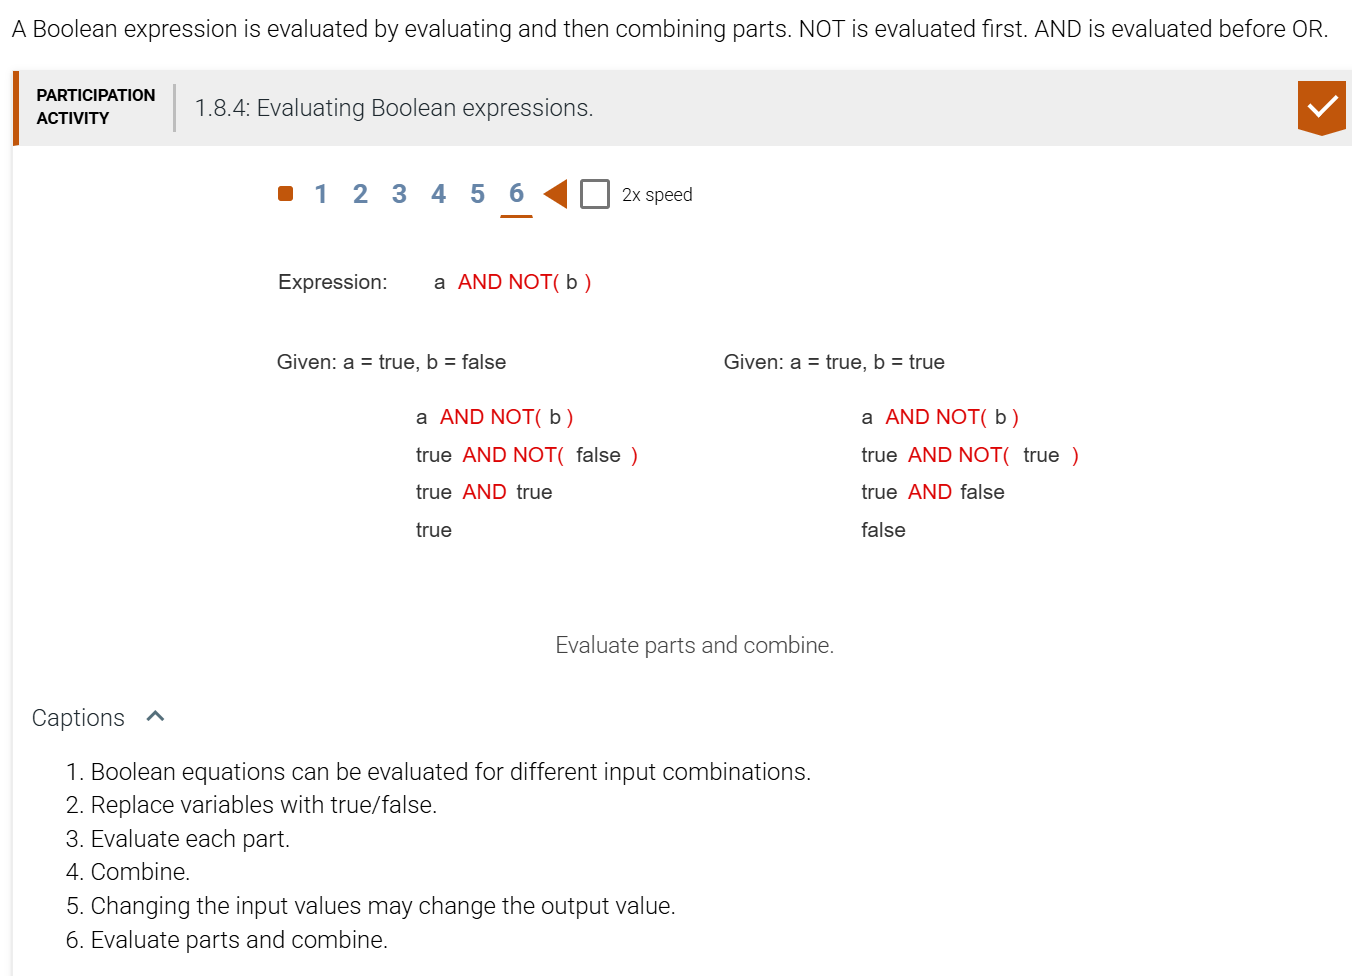 A Boolean expression is evaluated by evaluating and then combining parts. NOT is evaluated first. AND is evaluated before OR.
PARTICIPATION
ACTIVITY
1.8.4: Evaluating Boolean expressions.
1 2 3 4 5 6 2x speed
Expression: a AND NOT( b )
Given: a = true, b = false
a AND NOT( b )
true AND NOT( false )
true AND true
true
Given: a = true, b = true
a AND NOT( b )
true AND NOT( true )
true AND false
false
Evaluate parts and combine.
Captions
1. Boolean equations can be evaluated for different input combinations.
2. Replace variables with true/false.
3. Evaluate each part.
4. Combine.
5. Changing the input values may change the output value.
6. Evaluate parts and combine.